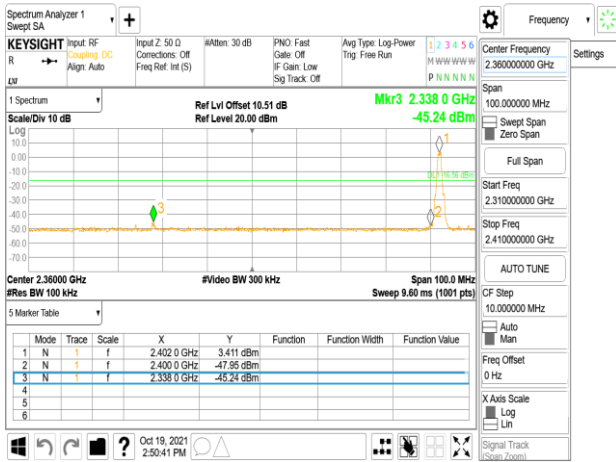 Spectrum Analyzer 1
Swept SA
▼
+
Frequency
▼
KEYSIGHT
Input: RF
Input Z: 50 Ω
#Atten: 30 dB
PNO: Fast
Avg Type: Log-Power
1 2 3 4 5 6
R
Coupling: DC
Corrections: Off
Gate: Off
Trig: Free Run
M W W W W W
Align: Auto
Freq Ref: Int (S)
IF Gain: Low
Sig Track: Off
P N N N N N
LXI
Center Frequency
2.360000000 GHz
Settings
Span
100.000000 MHz
Swept Span
Zero Span
Full Span
Start Freq
2.310000000 GHz
Stop Freq
2.410000000 GHz
AUTO TUNE
CF Step
10.000000 MHz
Auto
Man
Freq Offset
0 Hz
X Axis Scale
Log
Lin
Signal Track
(Span Zoom)
1 Spectrum
▼
Ref Lvl Offset 10.51 dB
Mkr3 2.338 0 GHz
Scale/Div 10 dB
Ref Level 20.00 dBm
-45.24 dBm
Log
10.0
0.00
-10.0
-20.0
-30.0
-40.0
-50.0
-60.0
-70.0
1
DL1 -16.56 dBm
3
2
Center 2.36000 GHz
#Video BW 300 kHz
Span 100.0 MHz
#Res BW 100 kHz
Sweep 9.60 ms (1001 pts)
5 Marker Table
▼
Mode Trace Scale X Y Function Function Width Function Value
1 N 1 f 2.402 0 GHz 3.411 dBm
2 N 1 f 2.400 0 GHz -47.95 dBm
3 N 1 f 2.338 0 GHz -45.24 dBm
4
5
6
?
Oct 19, 2021
2:50:41 PM